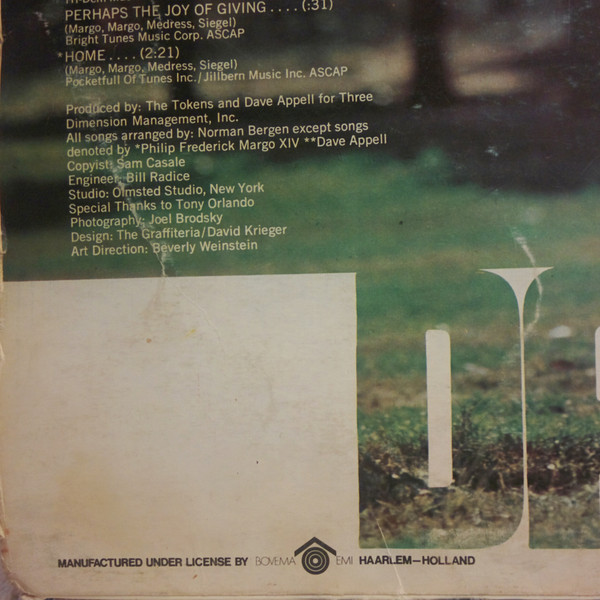 PERHAPS THE JOY OF GIVING . . . . (:31)
(Margo, Margo, Medress, Siegel)
Bright Tunes Music Corp. ASCAP
*HOME . . . . (2:21)
(Margo, Margo, Medress, Siegel)
Pocketfull Of Tunes Inc./Jillbern Music Inc. ASCAP
Produced by: The Tokens and Dave Appell for Three
Dimension Management, Inc.
All songs arranged by: Norman Bergen except songs
denoted by *Philip Frederick Margo XIV **Dave Appell
Copyist: Sam Casale
Engineer: Bill Radice
Studio: Olmsted Studio, New York
Special Thanks to Tony Orlando
Photography: Joel Brodsky
Design: The Graffiteria/David Krieger
Art Direction: Beverly Weinstein
MANUFACTURED UNDER LICENSE BY BOVEMA EMI HAARLEM–HOLLAND